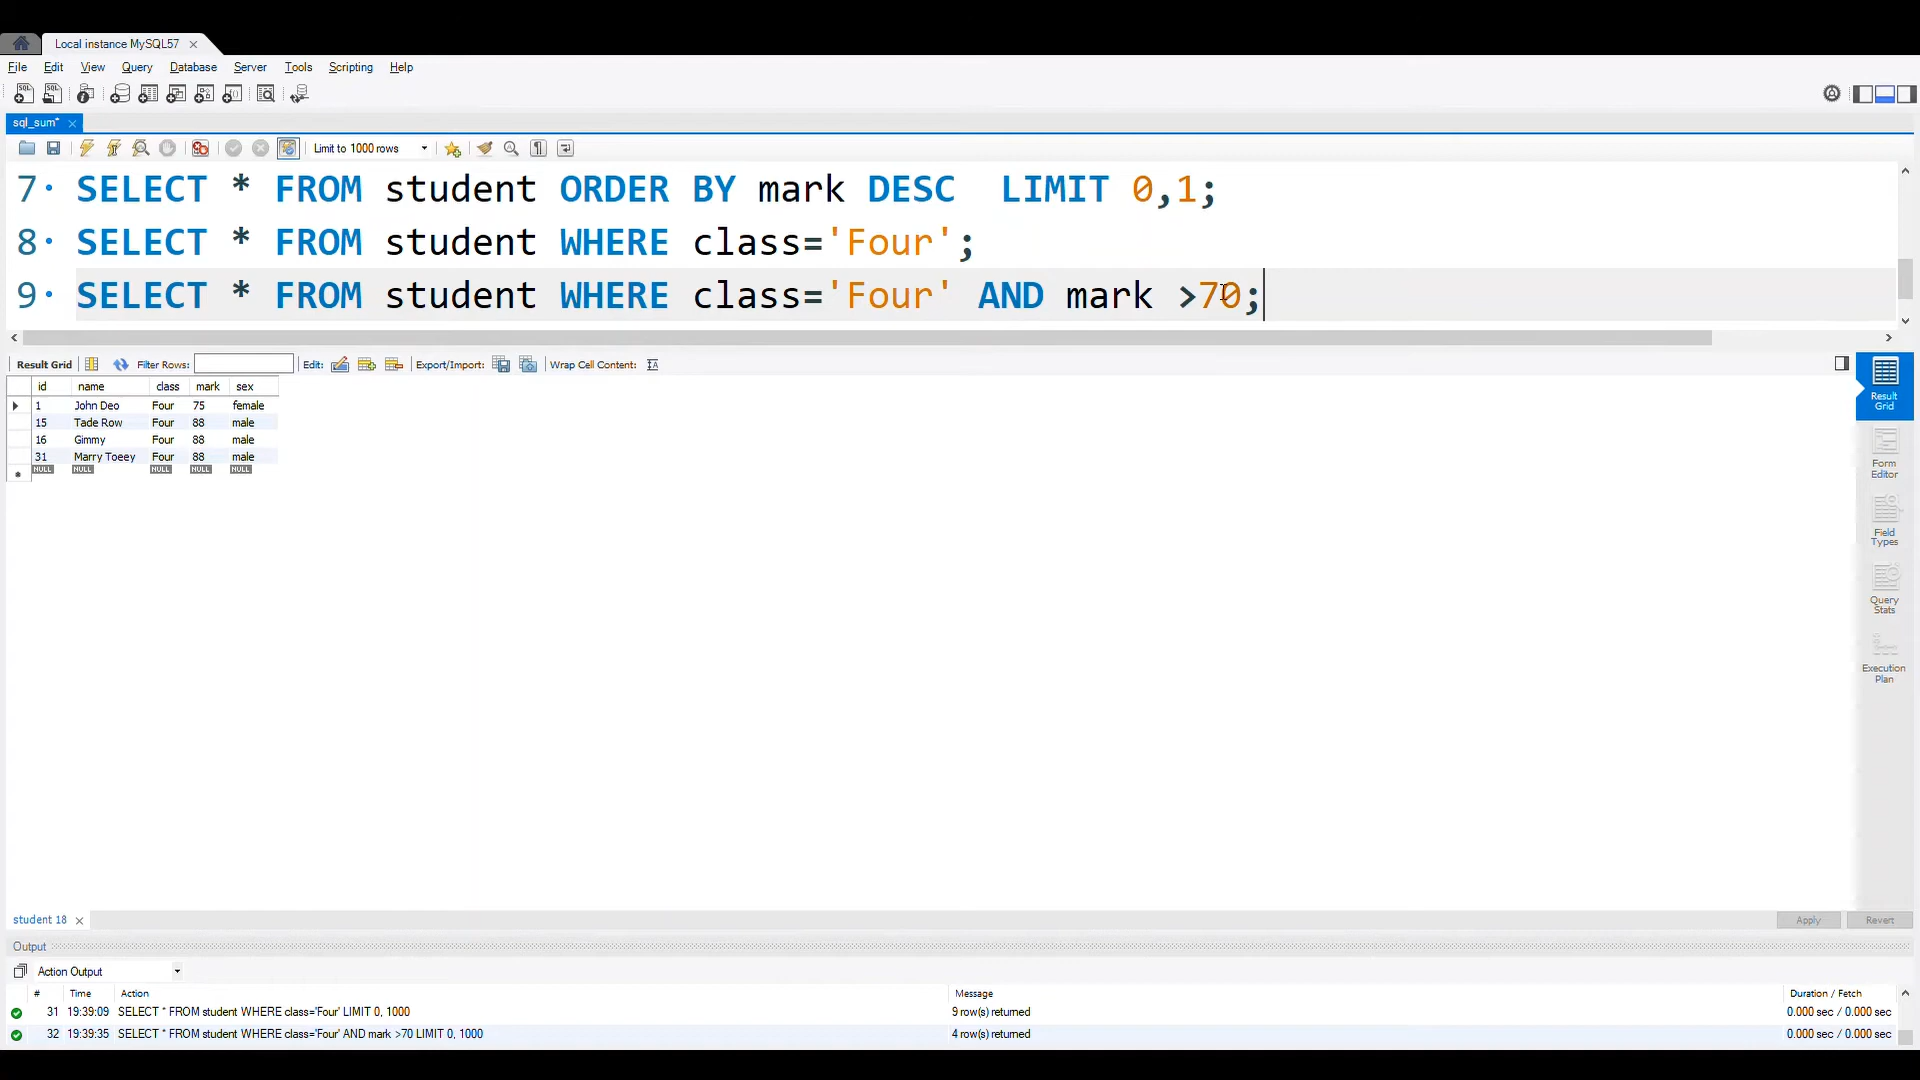 Local instance MySQL57
File Edit View Query Database Server Tools Scripting Help
sql_sum*
Limit to 1000 rows
7 SELECT * FROM student ORDER BY mark DESC  LIMIT 0,1;
8 SELECT * FROM student WHERE class='Four';
9 SELECT * FROM student WHERE class='Four' AND mark >70;
Result Grid Filter Rows: Edit: Export/Import: Wrap Cell Content:
id name class mark sex
1 John Deo Four 75 female
15 Tade Row Four 88 male
16 Gimmy Four 88 male
31 Marry Toeey Four 88 male
NULL NULL NULL NULL NULL
Result
Grid
Form
Editor
Field
Types
Query
Stats
Execution
Plan
student 18 Apply Revert
Output
Action Output
# Time Action Message Duration / Fetch
31 19:39:09 SELECT * FROM student WHERE class='Four' LIMIT 0, 1000 9 row(s) returned 0.000 sec / 0.000 sec
32 19:39:35 SELECT * FROM student WHERE class='Four' AND mark >70 LIMIT 0, 1000 4 row(s) returned 0.000 sec / 0.000 sec